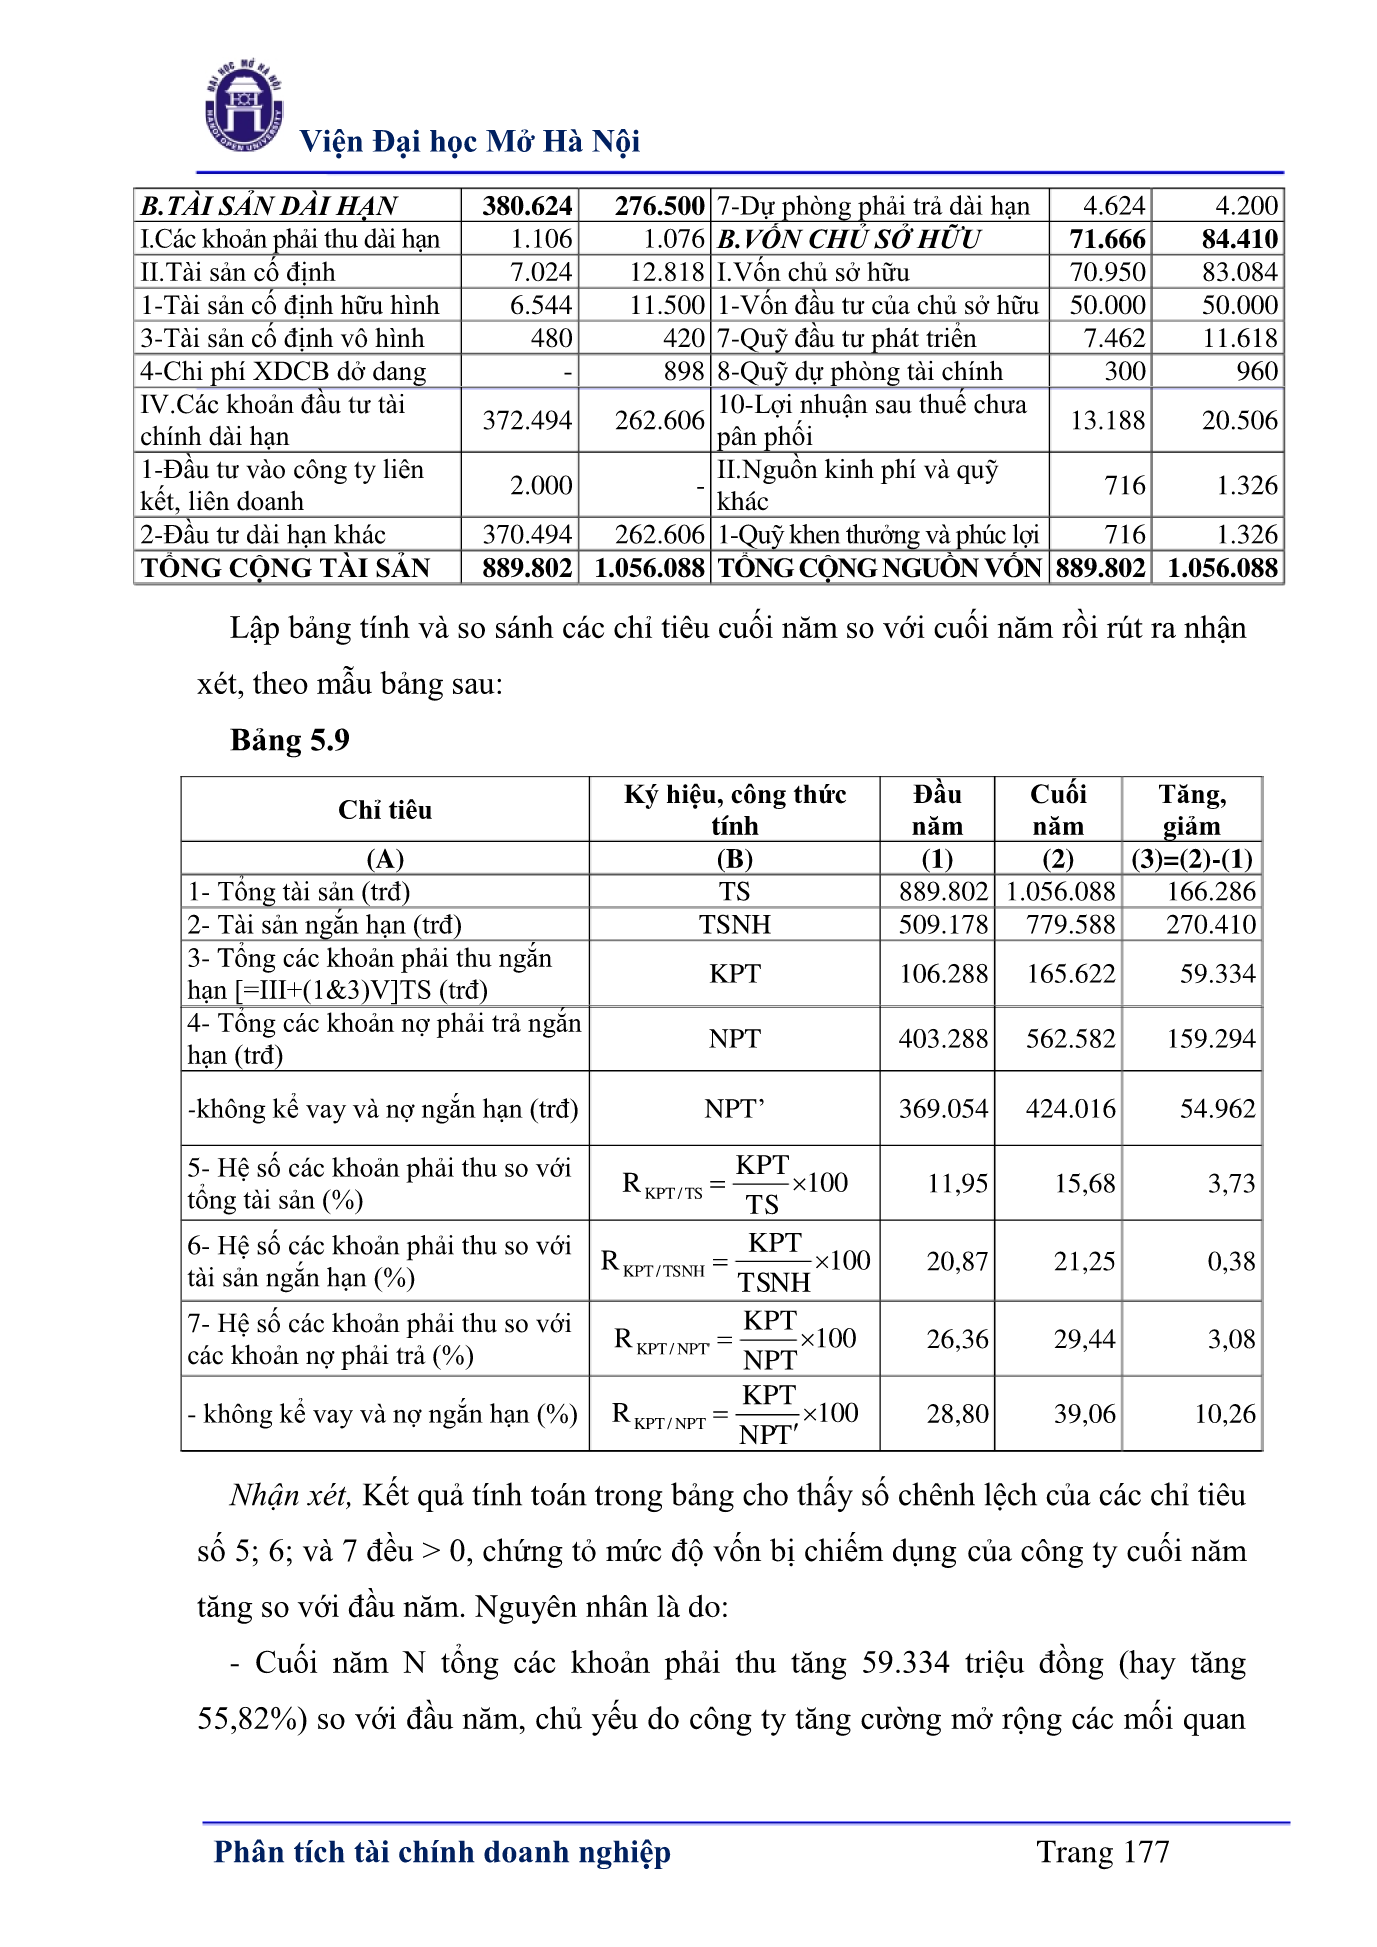 ĐẠI HỌC MỞ HÀ NỘI
HANOI OPEN UNIVERSITY
Viện Đại học Mở Hà Nội
B.TÀI SẢN DÀI HẠN 380.624 276.500 7-Dự phòng phải trả dài hạn 4.624 4.200
I.Các khoản phải thu dài hạn 1.106 1.076 B.VỐN CHỦ SỞ HỮU 71.666 84.410
II.Tài sản cố định 7.024 12.818 I.Vốn chủ sở hữu 70.950 83.084
1-Tài sản cố định hữu hình 6.544 11.500 1-Vốn đầu tư của chủ sở hữu 50.000 50.000
3-Tài sản cố định vô hình 480 420 7-Quỹ đầu tư phát triển 7.462 11.618
4-Chi phí XDCB dở dang - 898 8-Quỹ dự phòng tài chính 300 960
IV.Các khoản đầu tư tài
chính dài hạn 372.494 262.606 10-Lợi nhuận sau thuế chưa
pân phối 13.188 20.506
1-Đầu tư vào công ty liên
kết, liên doanh 2.000 - II.Nguồn kinh phí và quỹ
khác 716 1.326
2-Đầu tư dài hạn khác 370.494 262.606 1-Quỹ khen thưởng và phúc lợi 716 1.326
TỔNG CỘNG TÀI SẢN 889.802 1.056.088 TỔNG CỘNG NGUỒN VỐN 889.802 1.056.088
Lập bảng tính và so sánh các chỉ tiêu cuối năm so với cuối năm rồi rút ra nhận
xét, theo mẫu bảng sau:
Bảng 5.9
Chỉ tiêu Ký hiệu, công thức
tính Đầu
năm Cuối
năm Tăng,
giảm
(A) (B) (1) (2) (3)=(2)-(1)
1- Tổng tài sản (trđ) TS 889.802 1.056.088 166.286
2- Tài sản ngắn hạn (trđ) TSNH 509.178 779.588 270.410
3- Tổng các khoản phải thu ngắn
hạn [=III+(1&3)V]TS (trđ) KPT 106.288 165.622 59.334
4- Tổng các khoản nợ phải trả ngắn
hạn (trđ) NPT 403.288 562.582 159.294
-không kể vay và nợ ngắn hạn (trđ) NPT’ 369.054 424.016 54.962
5- Hệ số các khoản phải thu so với
tổng tài sản (%) R KPT/TS = KPT/TS ×100 11,95 15,68 3,73
6- Hệ số các khoản phải thu so với
tài sản ngắn hạn (%) R KPT/TSNH = KPT/TSNH ×100 20,87 21,25 0,38
7- Hệ số các khoản phải thu so với
các khoản nợ phải trả (%) R KPT/NPT' = KPT/NPT ×100 26,36 29,44 3,08
- không kể vay và nợ ngắn hạn (%) R KPT/NPT = KPT/NPT′ ×100 28,80 39,06 10,26
Nhận xét, Kết quả tính toán trong bảng cho thấy số chênh lệch của các chỉ tiêu
số 5; 6; và 7 đều > 0, chứng tỏ mức độ vốn bị chiếm dụng của công ty cuối năm
tăng so với đầu năm. Nguyên nhân là do:
- Cuối năm N tổng các khoản phải thu tăng 59.334 triệu đồng (hay tăng
55,82%) so với đầu năm, chủ yếu do công ty tăng cường mở rộng các mối quan
Phân tích tài chính doanh nghiệp Trang 177